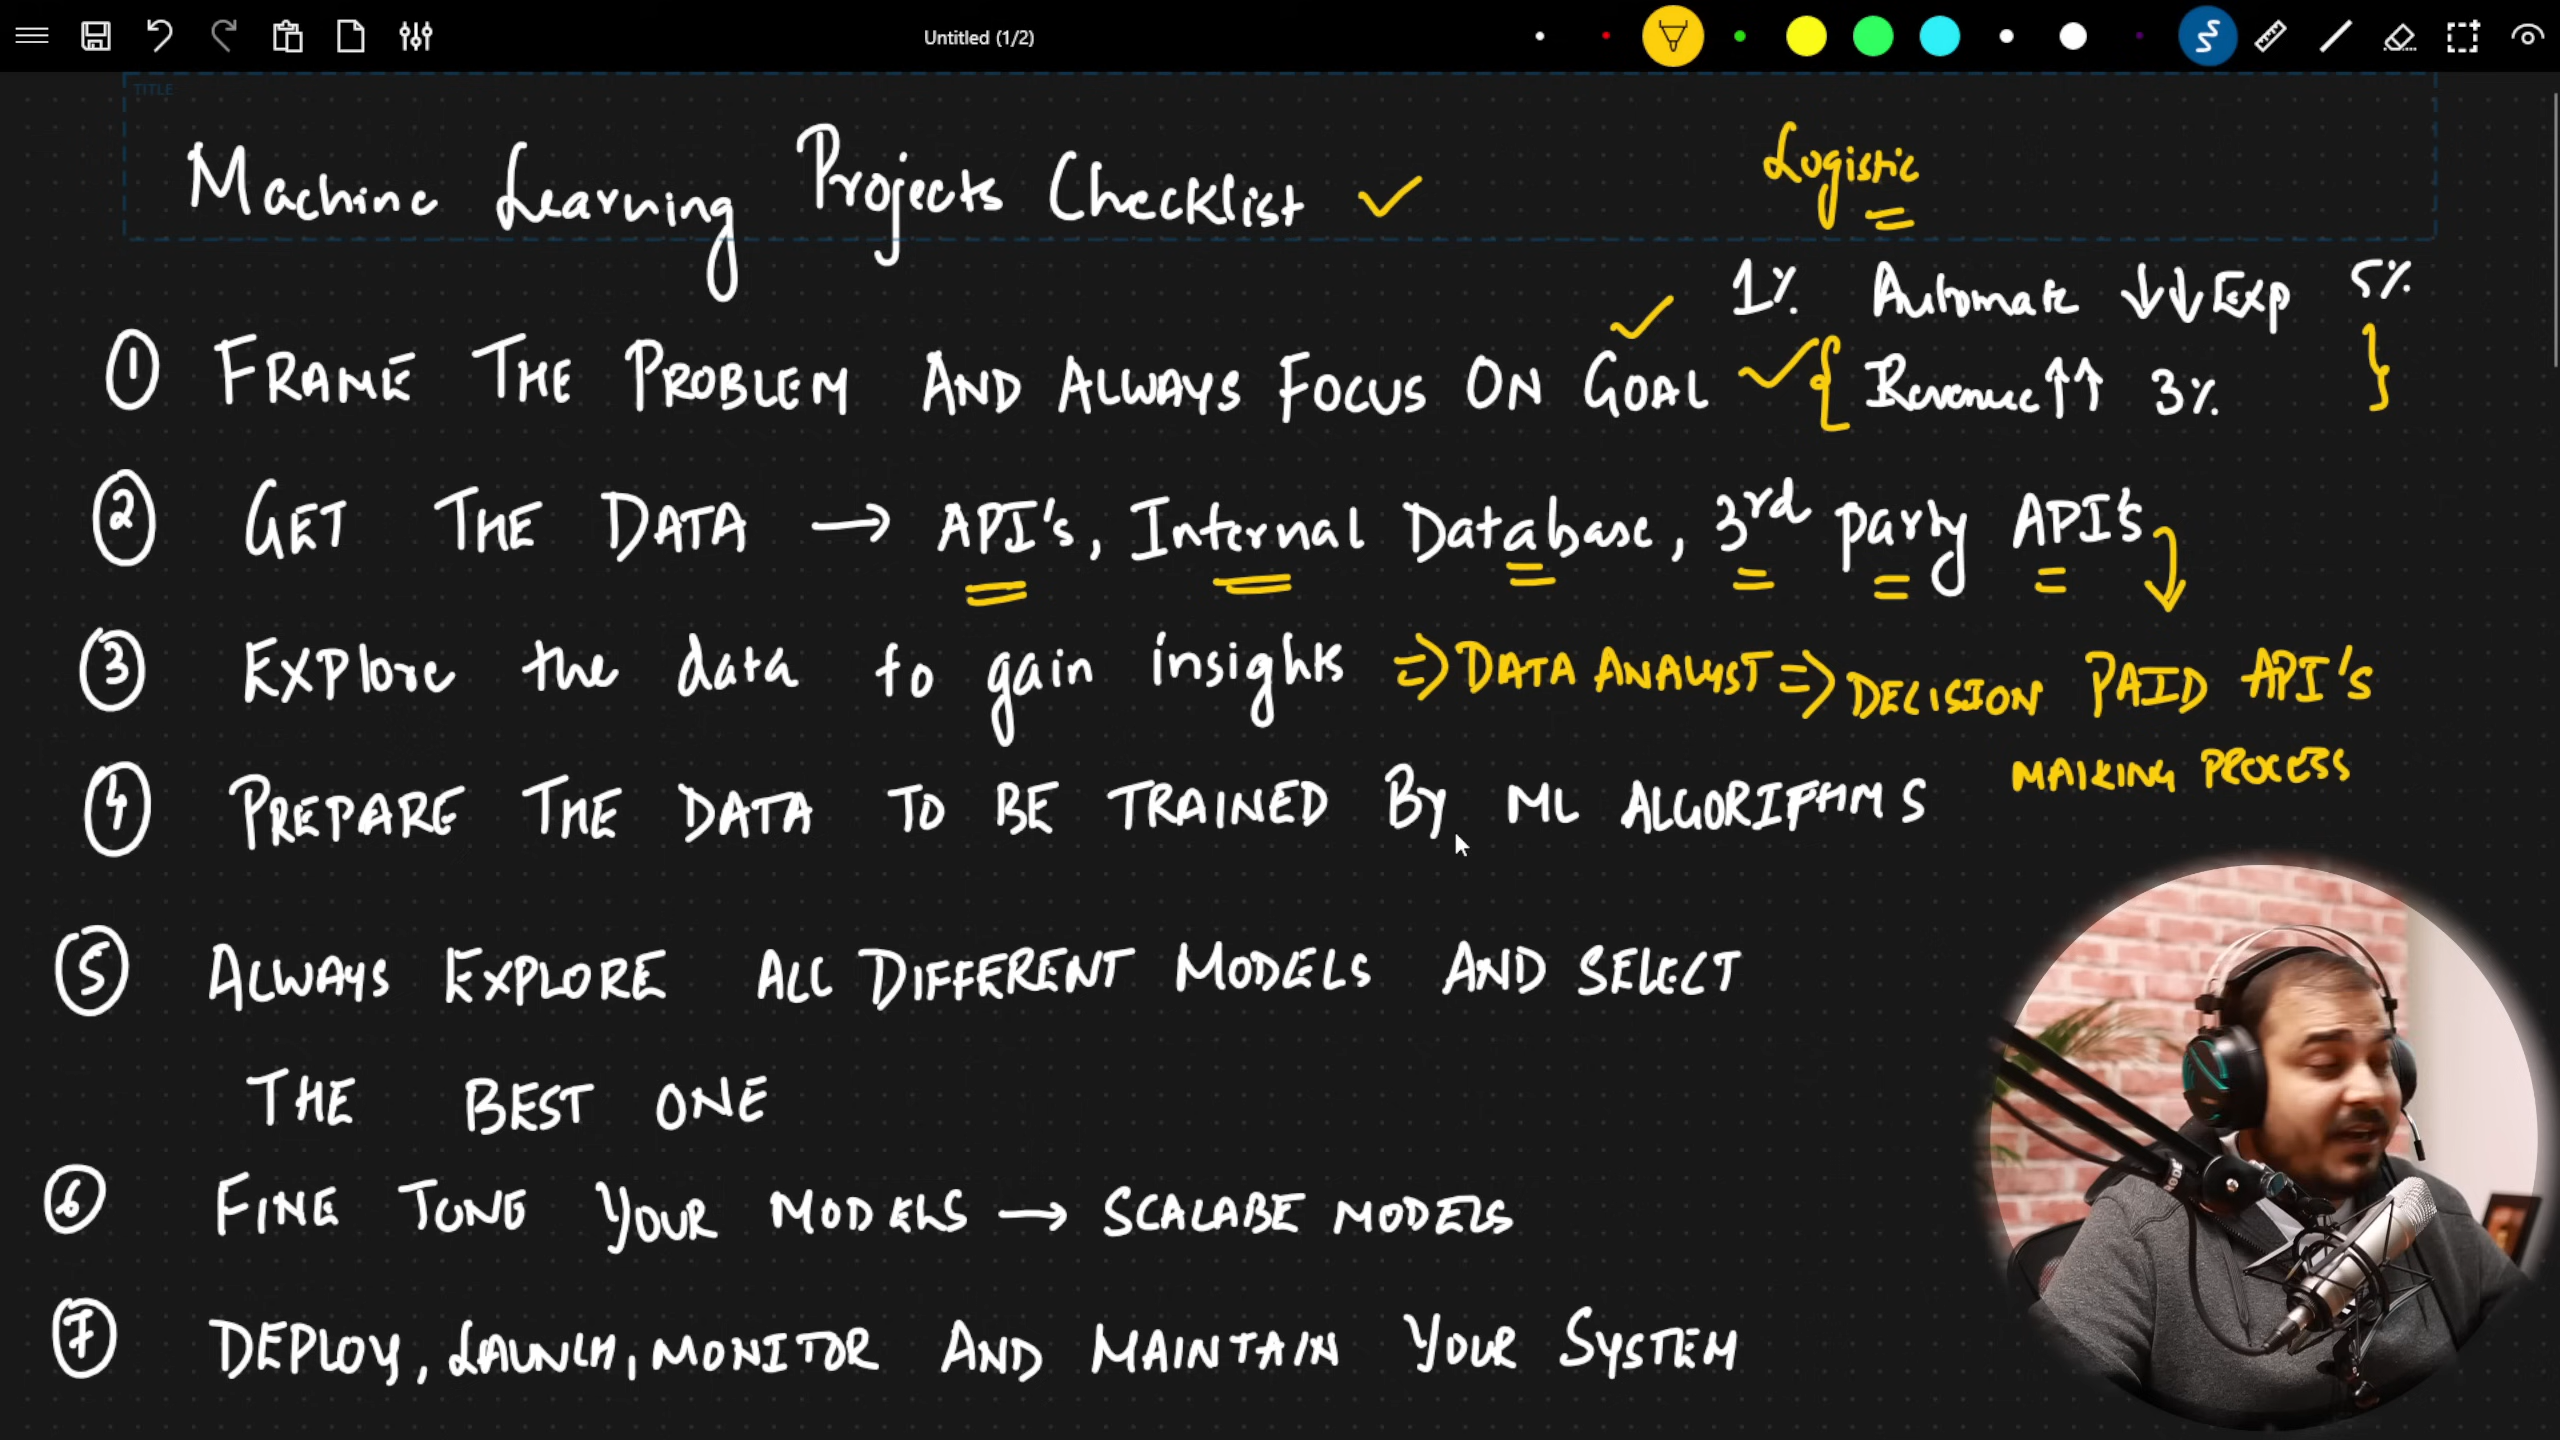 Untitled (1/2)
TITLE
Machine Learning Projects Checklist ✓
Logistic
1% Automate ↓↓ Exp 5%
① FRAME THE PROBLEM AND ALWAYS FOCUS ON GOAL ✓ { Revenue ↑↑ 3% }
② GET THE DATA → API's, Internal Database, 3rd party API's
③ Explore the data to gain insights ⇒ DATA ANALYST ⇒ DECISION PAID API's
MAKING PROCESS
④ PREPARE THE DATA TO BE TRAINED By ML ALGORITHMS
⑤ ALWAYS EXPLORE ALL DIFFERENT MODELS AND SELECT
THE BEST ONE
⑥ FINE TUNE YOUR MODELS → SCALABE MODELS
⑦ DEPLOY, LAUNCH, MONITOR AND MAINTAIN YOUR SYSTEM